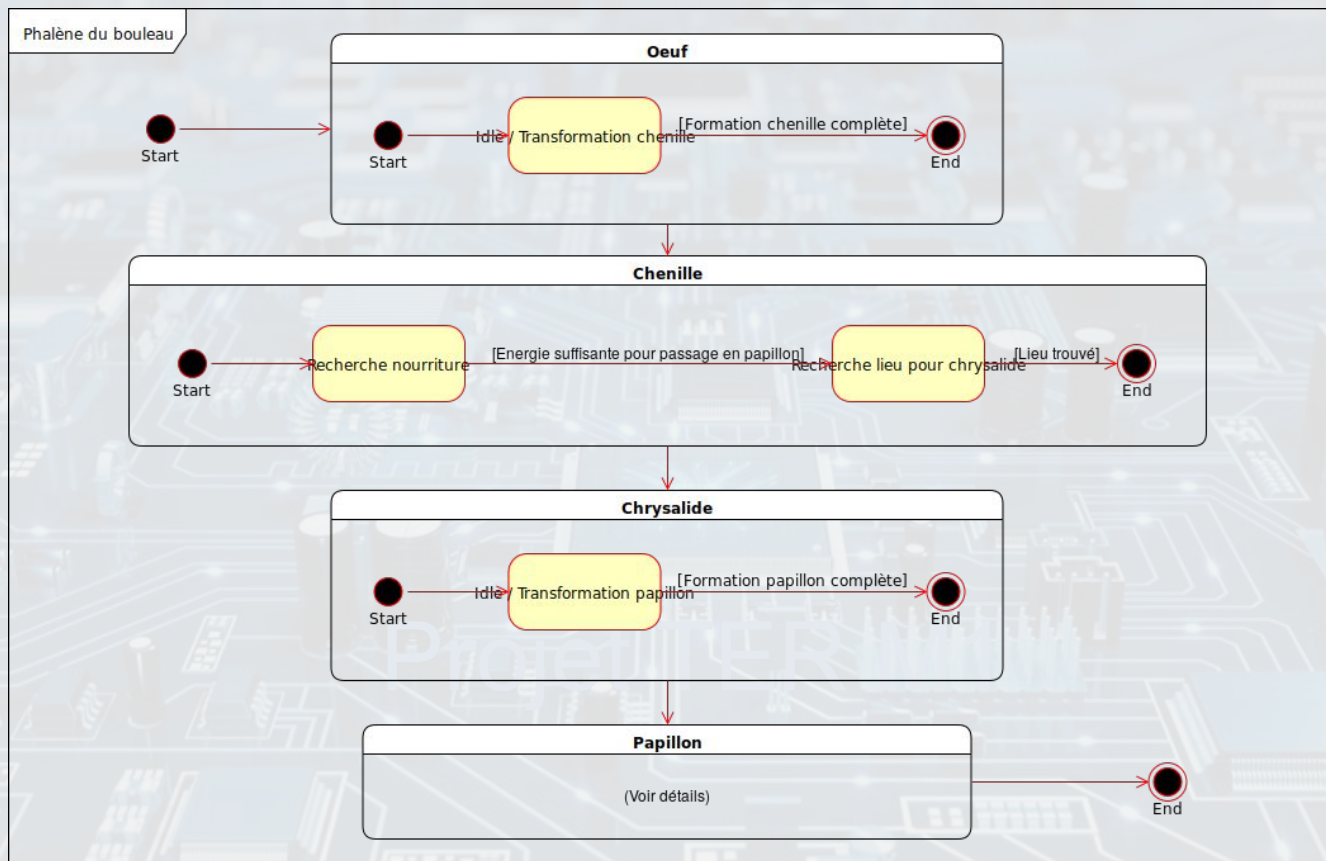 Phalène du bouleau
Oeuf
Start
Start
Idle / Transformation chenille
[Formation chenille complète]
End
Chenille
Start
Recherche nourriture
[Energie suffisante pour passage en papillon]
Recherche lieu pour chrysalide
[Lieu trouvé]
End
Chrysalide
Start
Idle / Transformation papillon
[Formation papillon complète]
End
Projet TER
Papillon
(Voir détails)
End